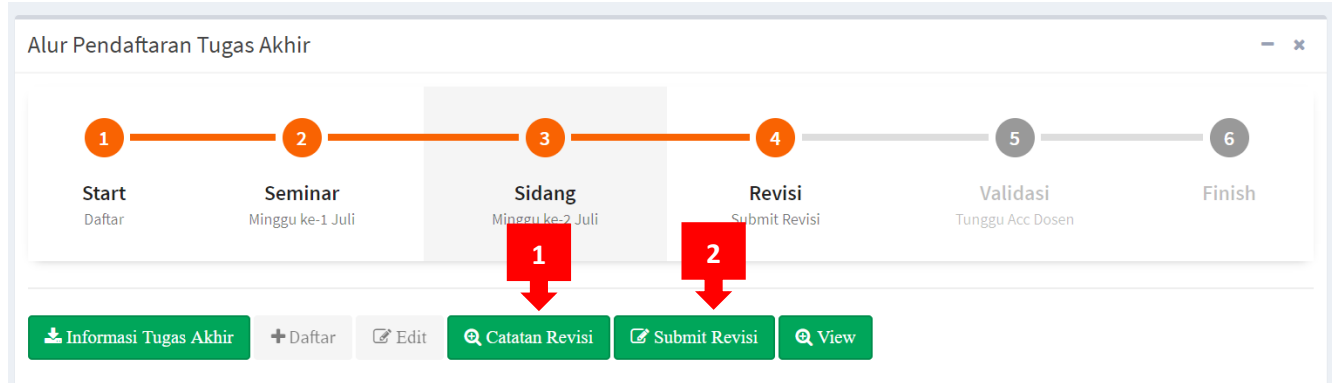 Alur Pendaftaran Tugas Akhir
1 2 3 4 5 6
Start Seminar Sidang Revisi Validasi Finish
Daftar Minggu ke-1 Juli Minggu ke-2 Juli Submit Revisi Tunggu Acc Dosen
1 2
Informasi Tugas Akhir Daftar Edit Catatan Revisi Submit Revisi View